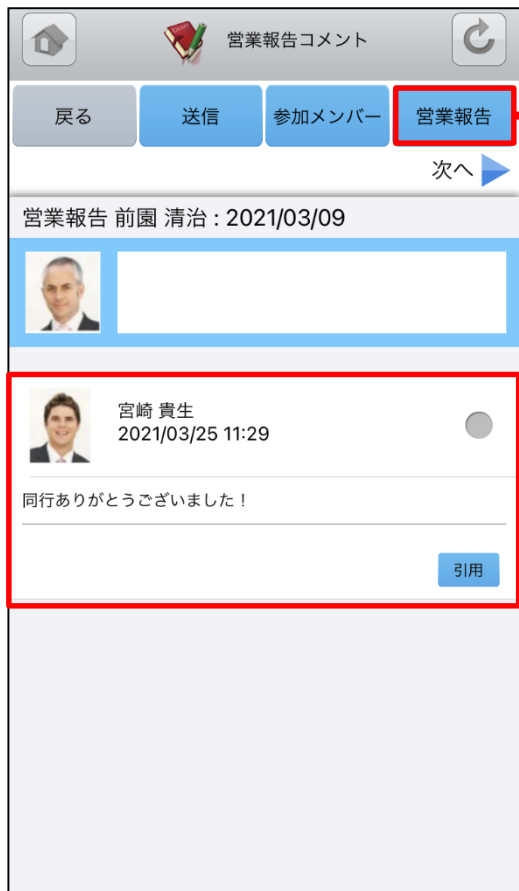 営業報告コメント
戻る
送信
参加メンバー
営業報告
次へ
営業報告 前園 清治 : 2021/03/09
宮崎 貴生
2021/03/25 11:29
同行ありがとうございました！
引用